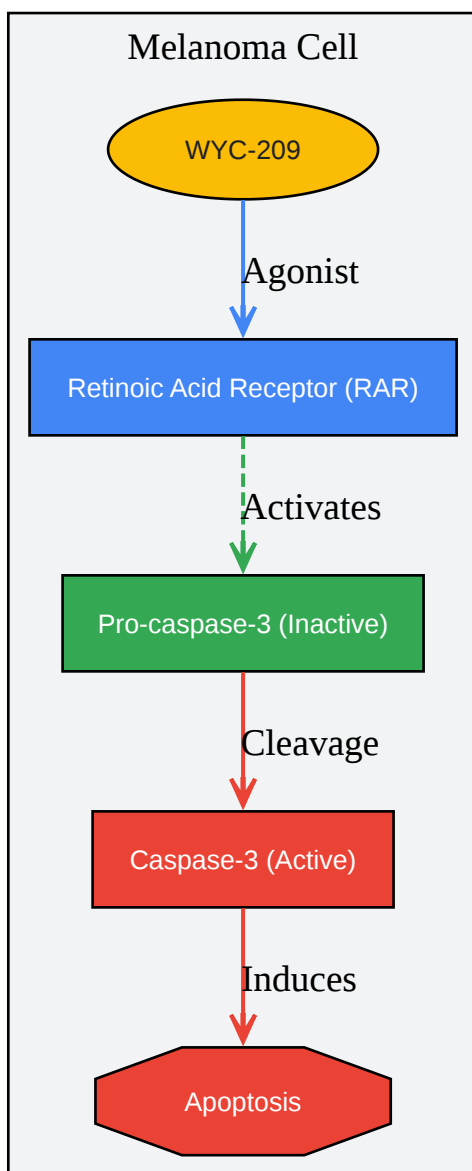 Melanoma Cell
WYC-209
Agonist
Retinoic Acid Receptor (RAR)
Activates
Pro-caspase-3 (Inactive)
Cleavage
Caspase-3 (Active)
Induces
Apoptosis